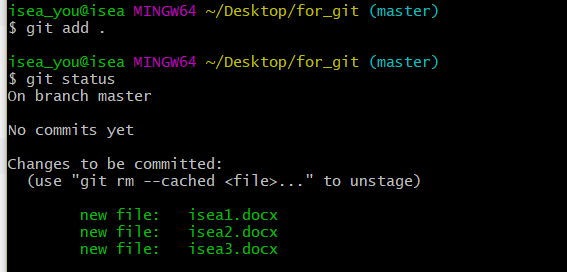 isea_you@isea MINGW64 ~/Desktop/for_git (master)
$ git add .
isea_you@isea MINGW64 ~/Desktop/for_git (master)
$ git status
On branch master
No commits yet
Changes to be committed:
  (use "git rm --cached <file>..." to unstage)
        new file:   isea1.docx
        new file:   isea2.docx
        new file:   isea3.docx